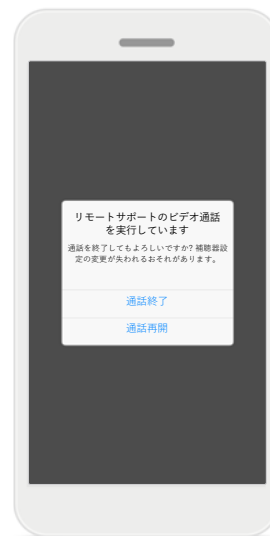 リモートサポートのビデオ通話
を実行しています
通話を終了してもよろしいですか? 補聴器設
定の変更が失われるおそれがあります。
通話終了
通話再開